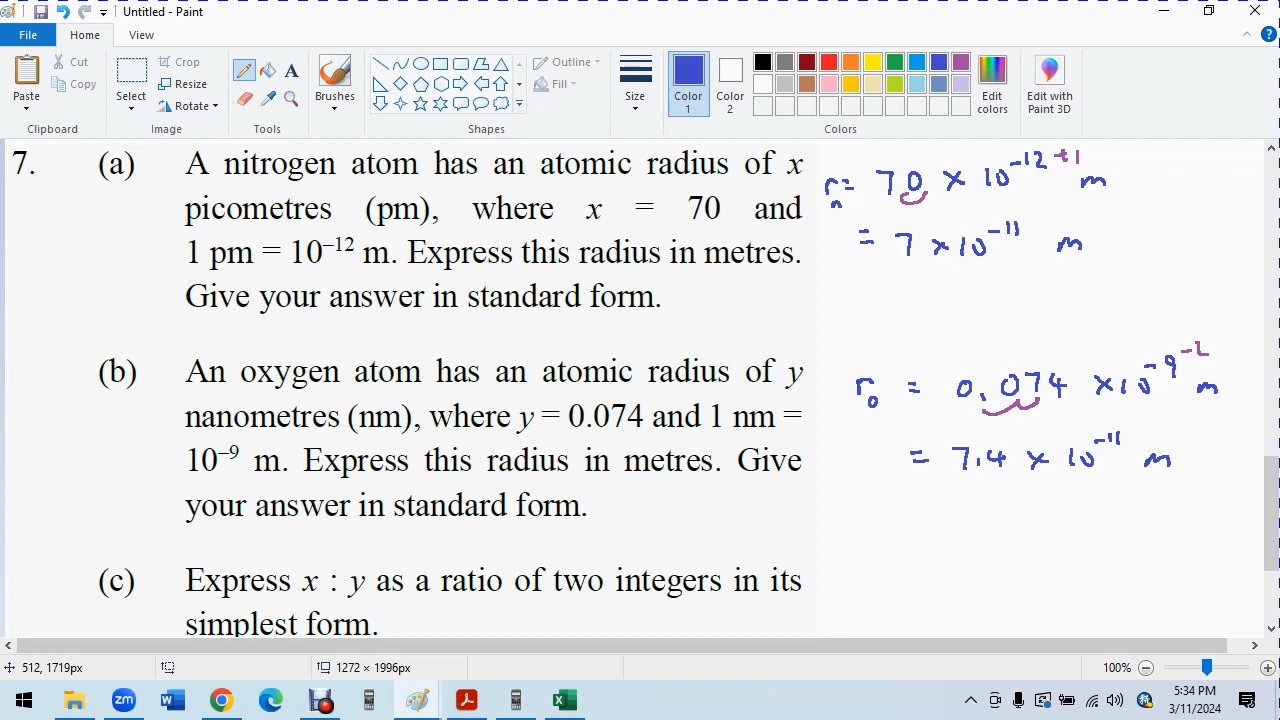 Untitled - Paint
File Home View
Paste
Cut
Copy
Clipboard
Select
Crop
Resize
Rotate
Image
A
Tools
Brushes
Outline
Fill
Shapes
Size
Color 1
Color 2
Colors
Edit colors
Edit with Paint 3D
7. (a) A nitrogen atom has an atomic radius of x
picometres (pm), where x = 70 and
1 pm = 10⁻¹² m. Express this radius in metres.
Give your answer in standard form.
rₙ = 70 × 10⁻¹²⁺¹ m
= 7 × 10⁻¹¹ m
(b) An oxygen atom has an atomic radius of y
nanometres (nm), where y = 0.074 and 1 nm =
10⁻⁹ m. Express this radius in metres. Give
your answer in standard form.
r₀ = 0.074 × 10⁻⁹⁻² m
= 7.4 × 10⁻¹¹ m
(c) Express x : y as a ratio of two integers in its
simplest form.
512, 1719px
1272 × 1996px
100%
zm
5:34 PM
3/11/2024